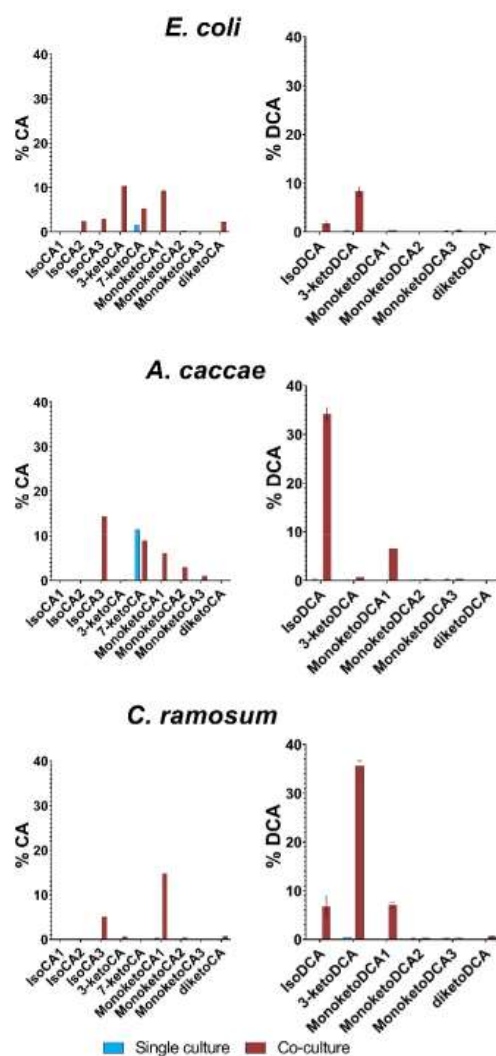 E. coli
% CA
40
30
20
10
0
IsoCA1
IsoCA2
IsoCA3
3-ketoCA
7-ketoCA
MonoketoCA1
MonoketoCA2
MonoketoCA3
diketoCA
% DCA
40
30
20
10
0
IsoDCA
3-ketoDCA
MonoketoDCA1
MonoketoDCA2
MonoketoDCA3
diketoDCA
A. caccae
% CA
40
30
20
10
0
IsoCA1
IsoCA2
IsoCA3
3-ketoCA
7-ketoCA
MonoketoCA1
MonoketoCA2
MonoketoCA3
diketoCA
% DCA
40
30
20
10
0
IsoDCA
3-ketoDCA
MonoketoDCA1
MonoketoDCA2
MonoketoDCA3
diketoDCA
C. ramosum
% CA
40
30
20
10
0
IsoCA1
IsoCA2
IsoCA3
3-ketoCA
7-ketoCA
MonoketoCA1
MonoketoCA2
MonoketoCA3
diketoCA
% DCA
40
30
20
10
0
IsoDCA
3-ketoDCA
MonoketoDCA1
MonoketoDCA2
MonoketoDCA3
diketoDCA
Single culture
Co-culture